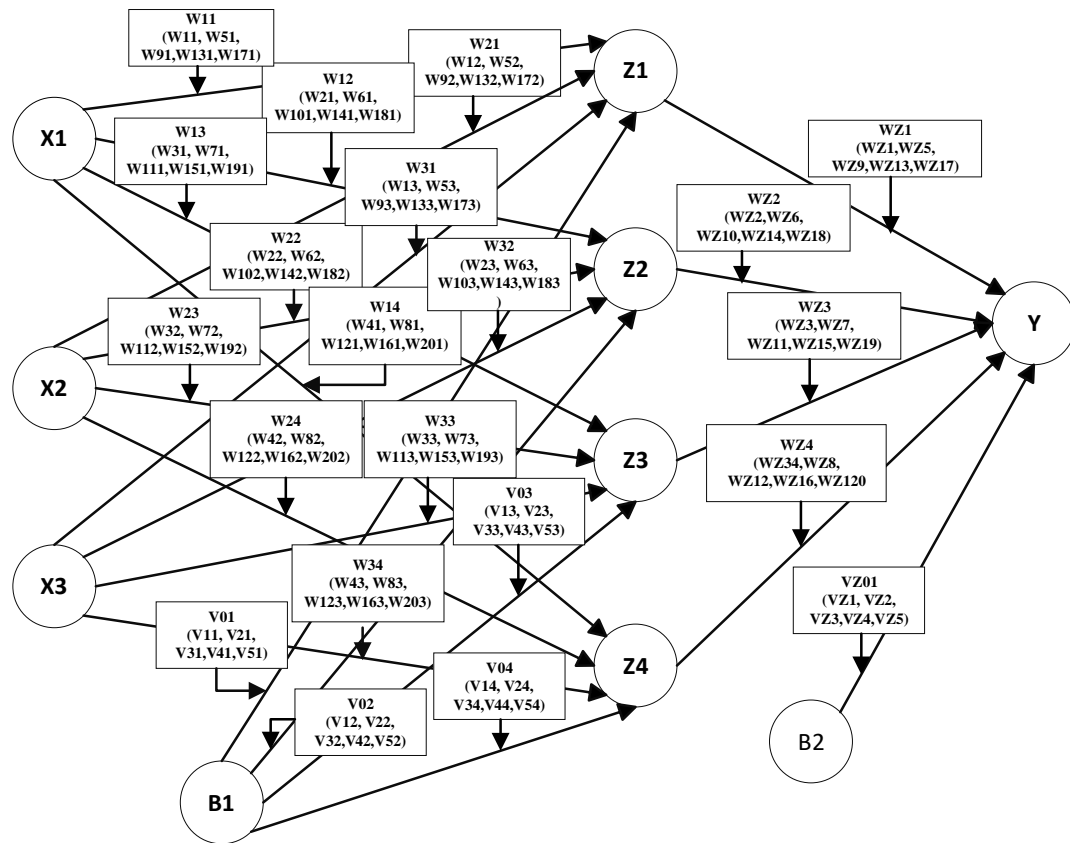 W11
(W11, W51,
W91,W131,W171)
W21
(W12, W52,
W92,W132,W172)
Z1
W12
(W21, W61,
W101,W141,W181)
X1
W13
(W31, W71,
W111,W151,W191)
WZ1
(WZ1,WZ5,
WZ9,WZ13,WZ17)
W31
(W13, W53,
W93,W133,W173)
WZ2
(WZ2,WZ6,
WZ10,WZ14,WZ18)
W22
(W22, W62,
W102,W142,W182)
W32
(W23, W63,
W103,W143,W183
)
Z2
W23
(W32, W72,
W112,W152,W192)
W14
(W41, W81,
W121,W161,W201)
WZ3
(WZ3,WZ7,
WZ11,WZ15,WZ19)
Y
X2
W24
(W42, W82,
W122,W162,W202)
W33
(W33, W73,
W113,W153,W193)
Z3
WZ4
(WZ34,WZ8,
WZ12,WZ16,WZ120
V03
(V13, V23,
V33,V43,V53)
X3
W34
(W43, W83,
W123,W163,W203)
VZ01
(VZ1, VZ2,
VZ3,VZ4,VZ5)
V01
(V11, V21,
V31,V41,V51)
V04
(V14, V24,
V34,V44,V54)
Z4
V02
(V12, V22,
V32,V42,V52)
B2
B1